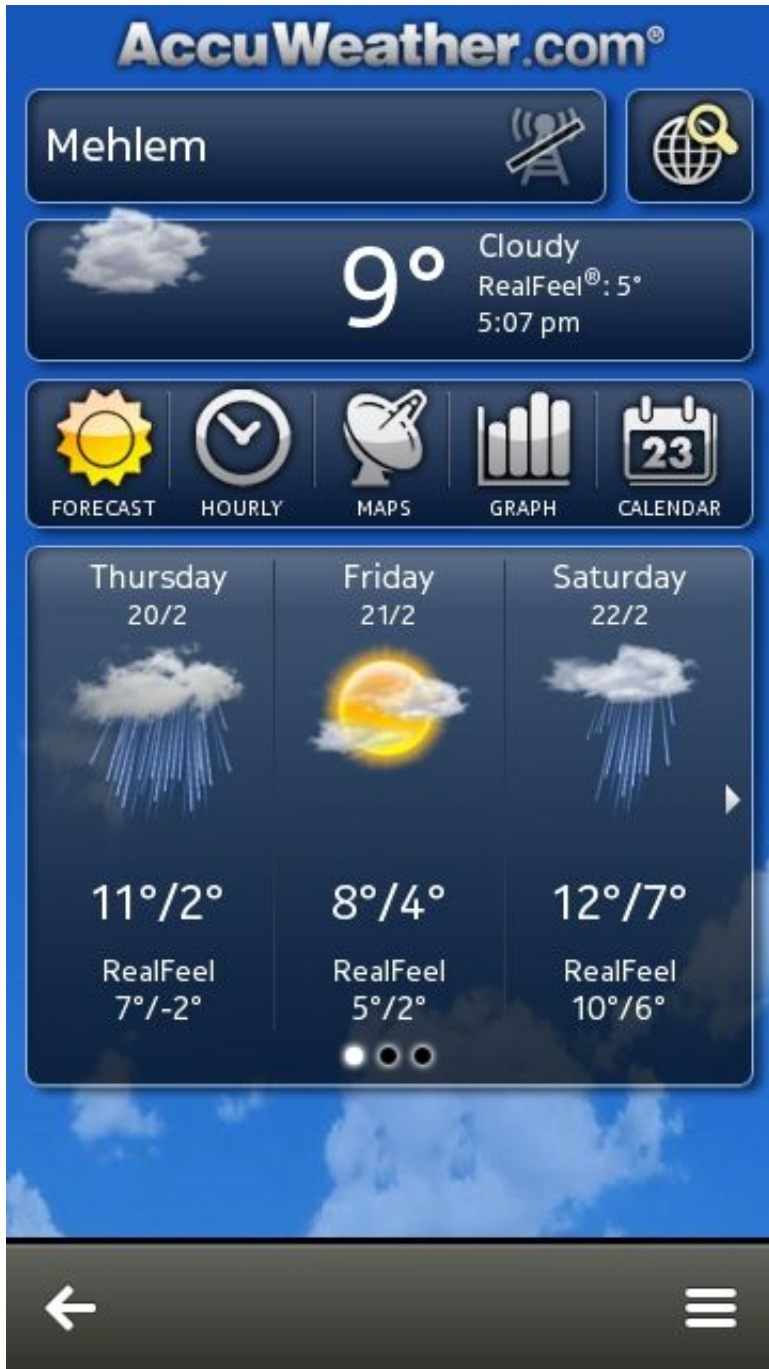 AccuWeather.com®
Mehlem
9°
Cloudy
RealFeel®: 5°
5:07 pm
FORECAST HOURLY MAPS GRAPH 23 CALENDAR
Thursday
20/2
11°/2°
RealFeel
7°/-2°
Friday
21/2
8°/4°
RealFeel
5°/2°
Saturday
22/2
12°/7°
RealFeel
10°/6°